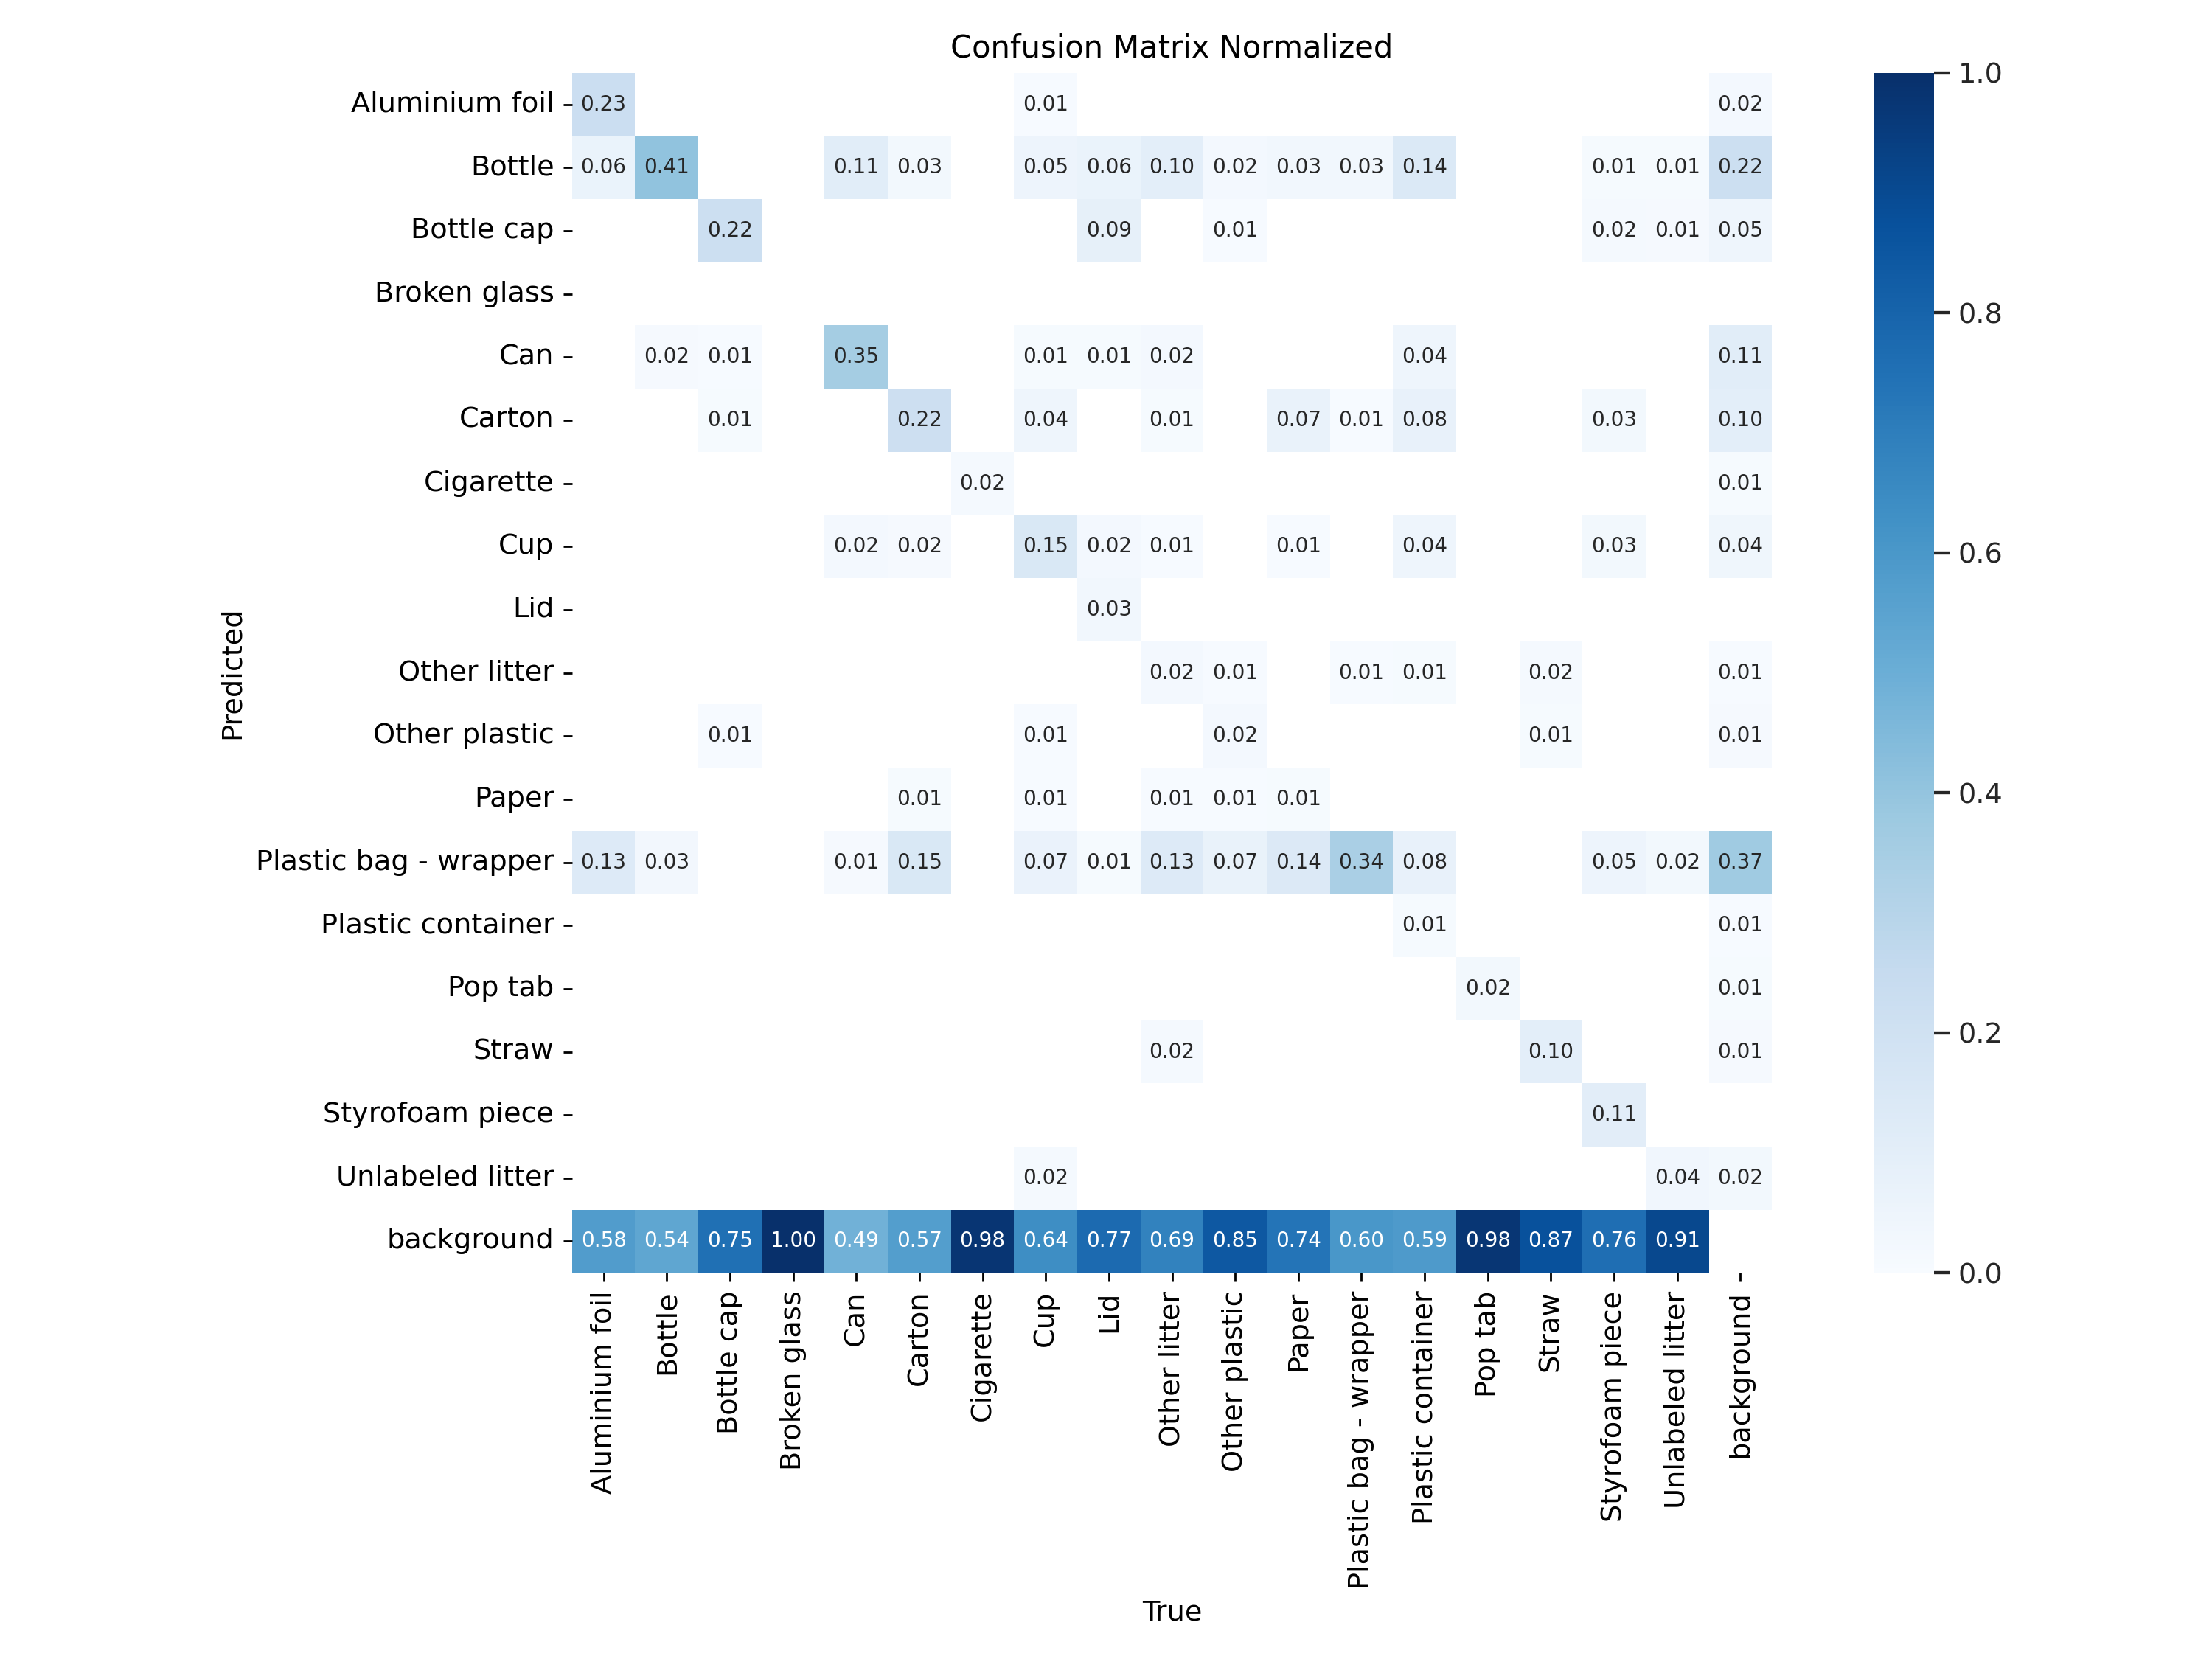 Confusion Matrix Normalized
Aluminium foil 0.23 0.01 0.02
Bottle 0.06 0.41 0.11 0.03 0.05 0.06 0.10 0.02 0.03 0.03 0.14 0.01 0.01 0.22
Bottle cap 0.22 0.09 0.01 0.02 0.01 0.05
Broken glass
Can 0.02 0.01 0.35 0.01 0.01 0.02 0.04 0.11
Carton 0.01 0.22 0.04 0.01 0.07 0.01 0.08 0.03 0.10
Cigarette 0.02 0.01
Cup 0.02 0.02 0.15 0.02 0.01 0.01 0.04 0.03 0.04
Lid 0.03
Other litter 0.02 0.01 0.01 0.01 0.02 0.01
Other plastic 0.01 0.01 0.02 0.01 0.01
Paper 0.01 0.01 0.01 0.01 0.01
Plastic bag - wrapper 0.13 0.03 0.01 0.15 0.07 0.01 0.13 0.07 0.14 0.34 0.08 0.05 0.02 0.37
Plastic container 0.01 0.01
Pop tab 0.02 0.01
Straw 0.02 0.10 0.01
Styrofoam piece 0.11
Unlabeled litter 0.02 0.04 0.02
background 0.58 0.54 0.75 1.00 0.49 0.57 0.98 0.64 0.77 0.69 0.85 0.74 0.60 0.59 0.98 0.87 0.76 0.91
Predicted
Aluminium foil
Bottle
Bottle cap
Broken glass
Can
Carton
Cigarette
Cup
Lid
Other litter
Other plastic
Paper
Plastic bag - wrapper
Plastic container
Pop tab
Straw
Styrofoam piece
Unlabeled litter
background
True
1.0
0.8
0.6
0.4
0.2
0.0